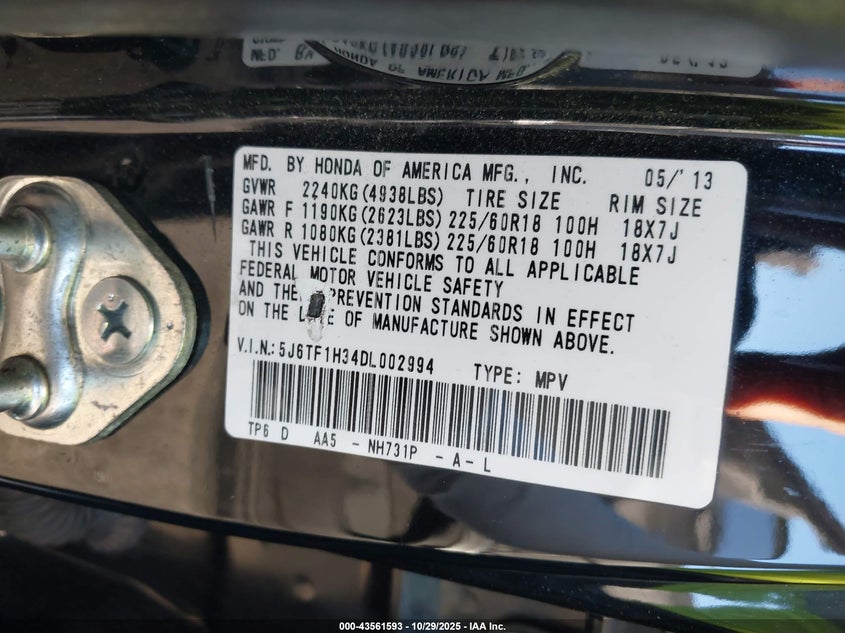 MFD. BY HONDA OF AMERICA MFG., INC. 05/'13
GVWR 2240KG(4938LBS) TIRE SIZE RIM SIZE
GAWR F 1190KG(2623LBS) 225/60R18 100H 18X7J
GAWR R 1080KG(2381LBS) 225/60R18 100H 18X7J
THIS VEHICLE CONFORMS TO ALL APPLICABLE
FEDERAL MOTOR VEHICLE SAFETY
AND THE PREVENTION STANDARDS IN EFFECT
ON THE OF MANUFACTURE SHOWN ABOVE.
V.I.N.: 5J6TF1H34DL002994 TYPE: MPV
TP6 D AA5 - NH731P - A - L
000-43561593 - 10/29/2025 - IAA Inc.